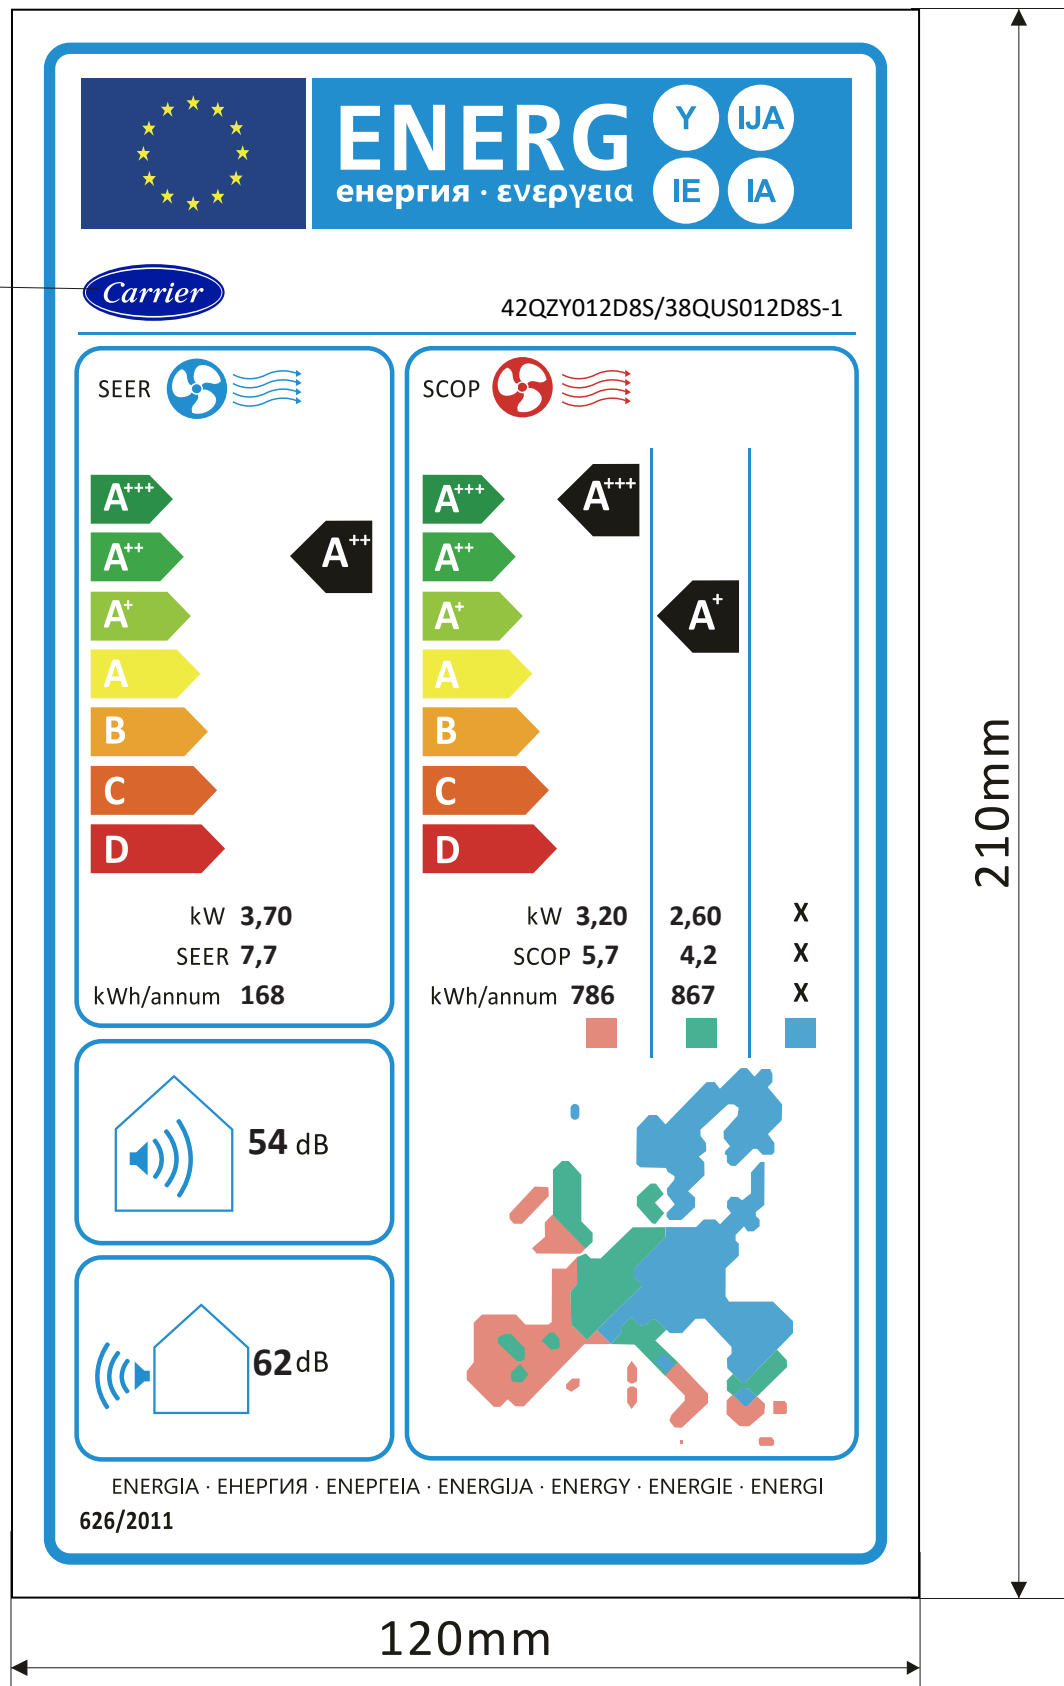 ENERG
енергия · ενεργεια
Y IJA
IE IA
Carrier
42QZY012D8S/38QUS012D8S-1
SEER
A+++
A++
A+
A
B
C
D
A++
kW 3,70
SEER 7,7
kWh/annum 168
SCOP
A+++
A++
A+
A
B
C
D
A+++
A+
kW 3,20 2,60 X
SCOP 5,7 4,2 X
kWh/annum 786 867 X
54 dB
62 dB
ENERGIA · ЕНЕРГИЯ · ΕΝΕΡΓΕΙΑ · ENERGIJA · ENERGY · ENERGIE · ENERGI
626/2011
210mm
120mm